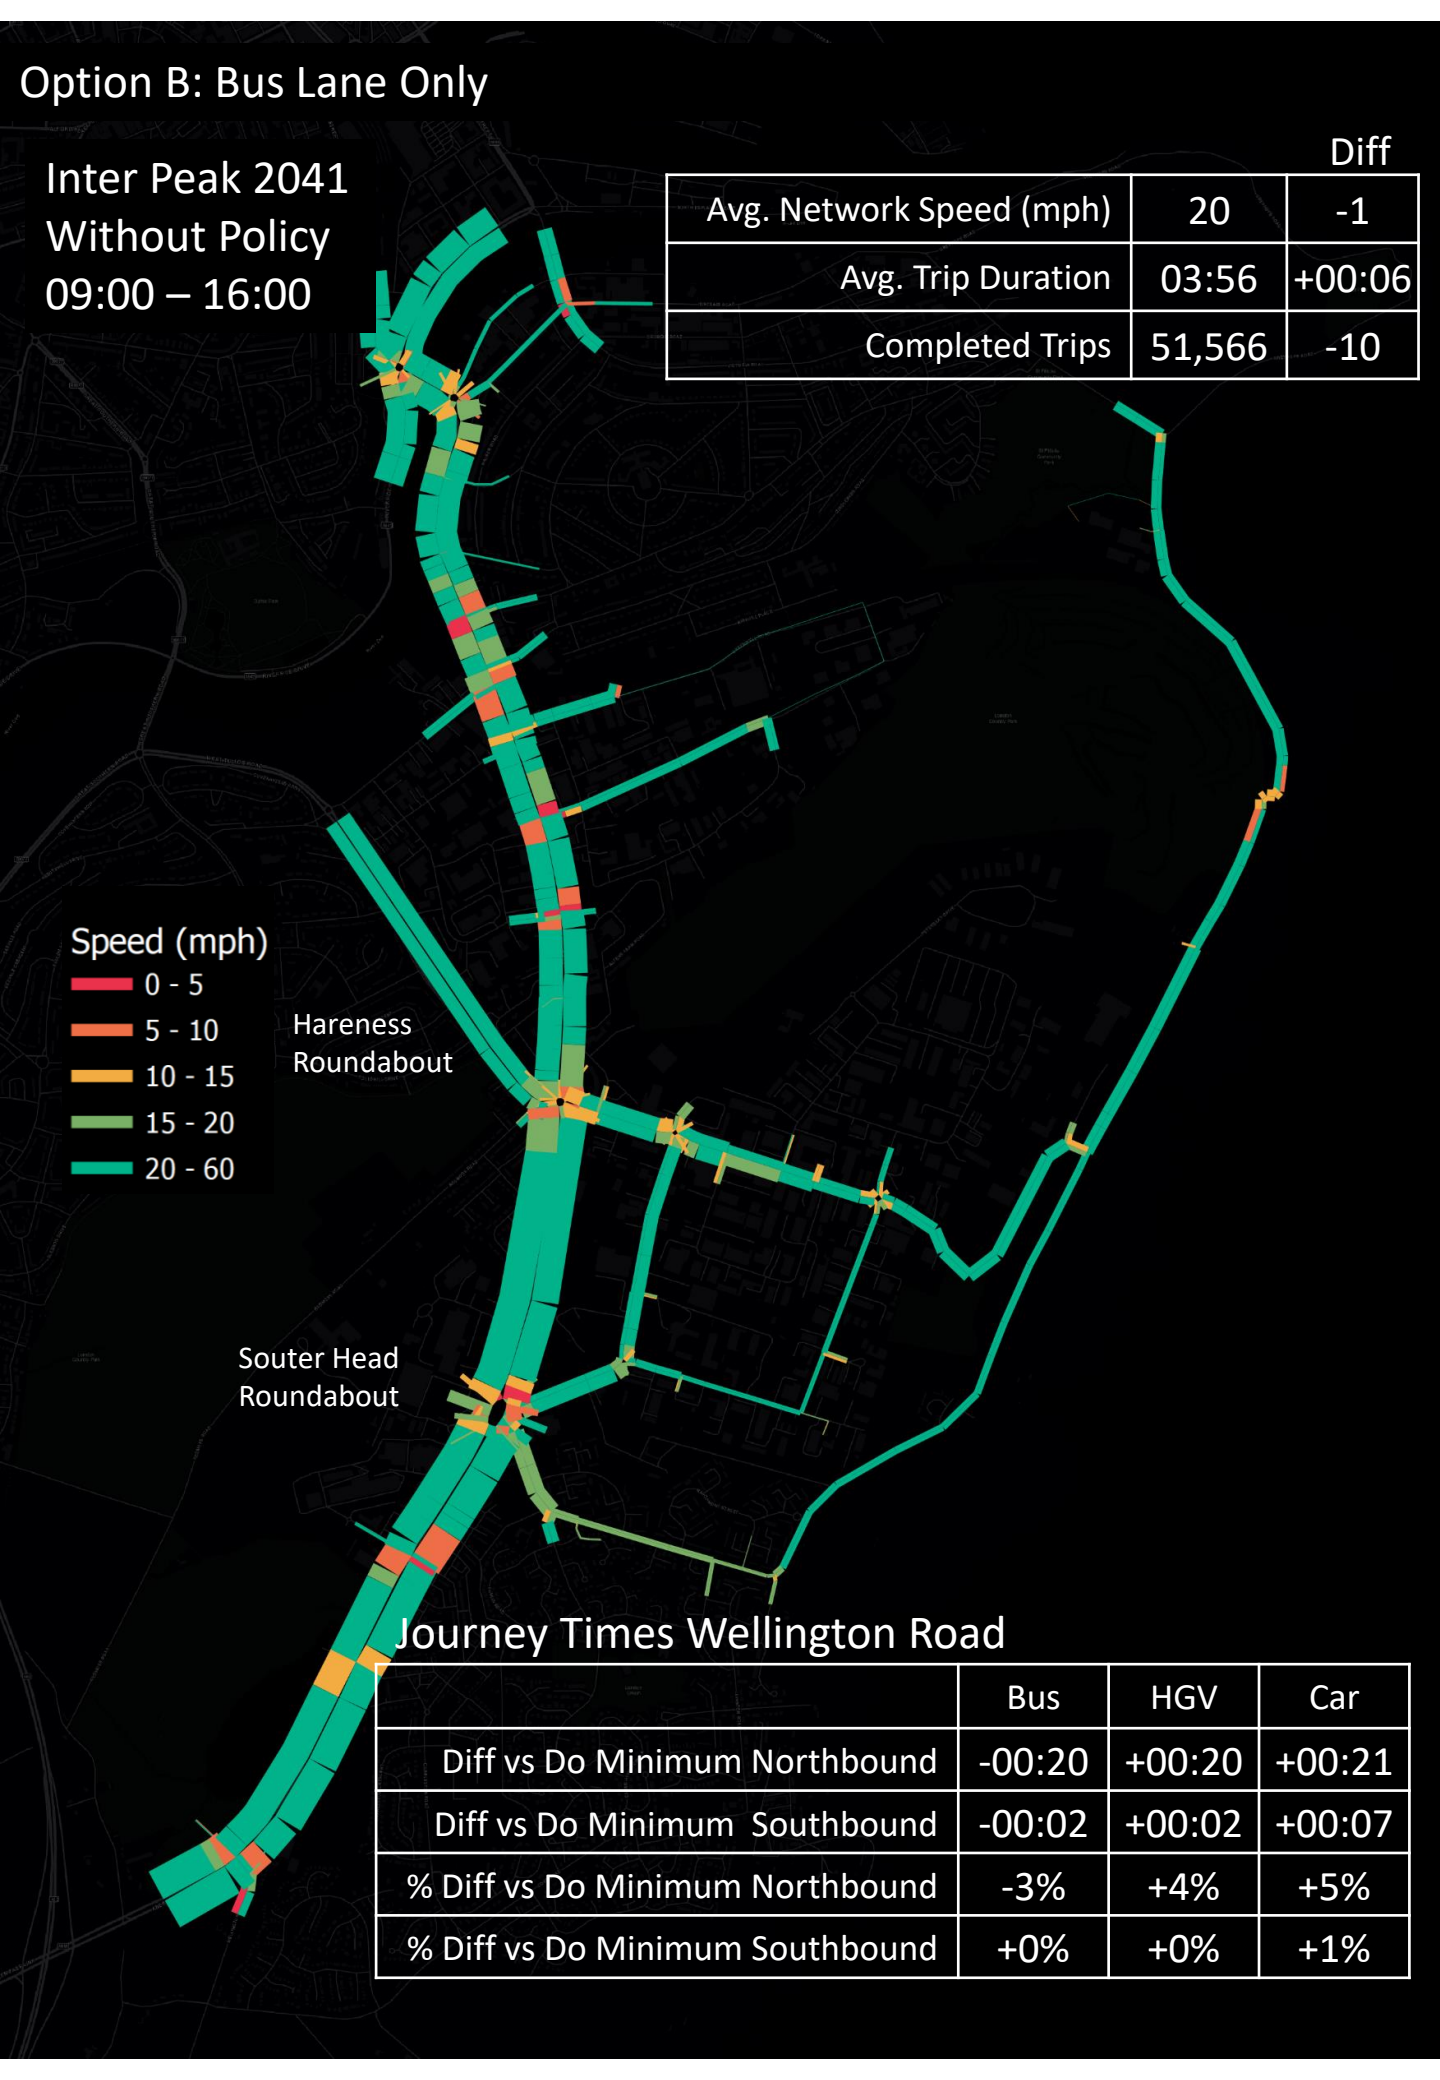 Option B: Bus Lane Only
Inter Peak 2041
Without Policy
09:00 – 16:00
Diff
Avg. Network Speed (mph) 20 -1
Avg. Trip Duration 03:56 +00:06
Completed Trips 51,566 -10
Speed (mph)
0 - 5
5 - 10
10 - 15
15 - 20
20 - 60
Hareness
Roundabout
Souter Head
Roundabout
Journey Times Wellington Road
Bus HGV Car
Diff vs Do Minimum Northbound -00:20 +00:20 +00:21
Diff vs Do Minimum Southbound -00:02 +00:02 +00:07
% Diff vs Do Minimum Northbound -3% +4% +5%
% Diff vs Do Minimum Southbound +0% +0% +1%